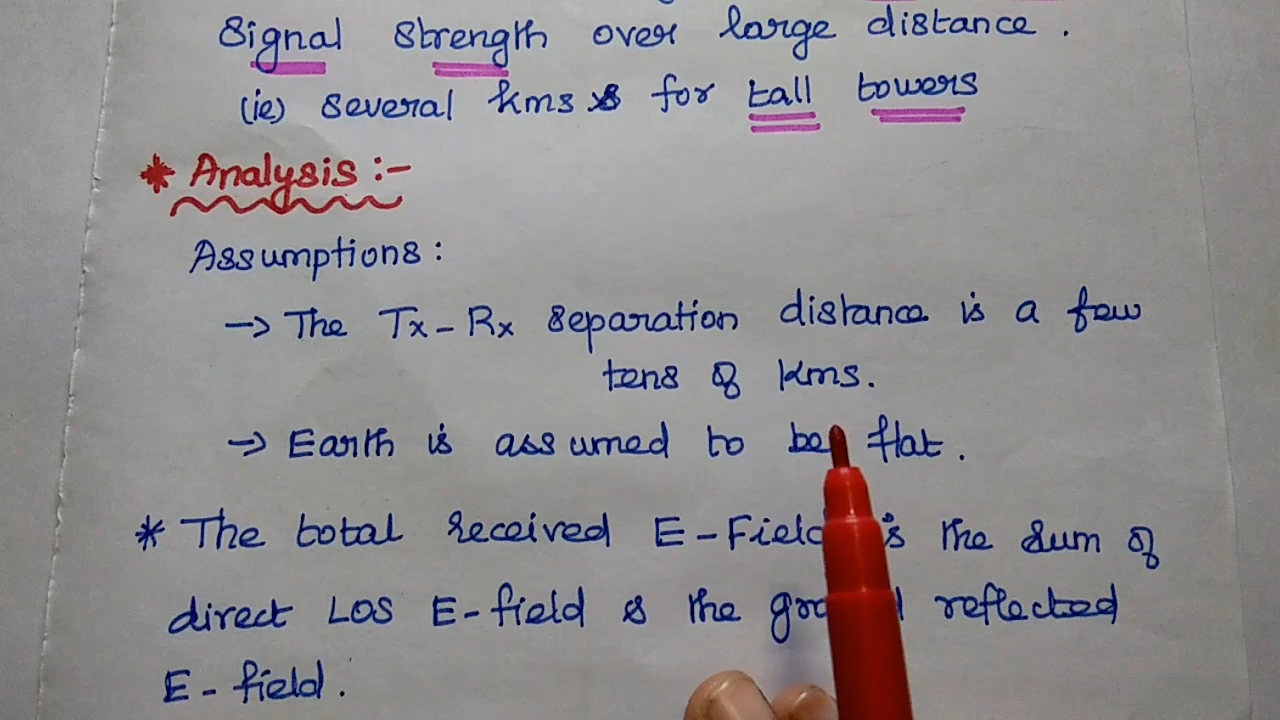 Signal strength over large distance.
(ie) several kms & for tall towers
* Analysis :-
Assumptions :
→ The Tx - Rx separation distance is a few
tens of kms.
→ Earth is assumed to be flat.
* The total received E-Field is the sum of
direct LOS E-field & the reflected
E-field.